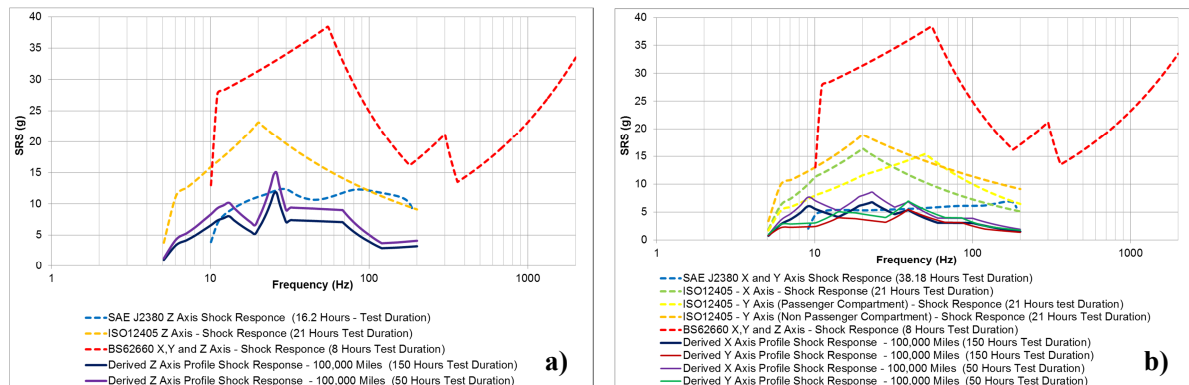 40
35
30
25
20
15
10
5
0
SRS (g)
1 10 100 1000
Frequency (Hz)
SAE J2380 Z Axis Shock Responce (16.2 Hours - Test Duration)
ISO12405 Z Axis - Shock Responce (21 Hours Test Duration)
BS62660 X,Y and Z Axis - Shock Responce (8 Hours Test Duration)
Derived Z Axis Profile Shock Response - 100,000 Miles (150 Hours Test Duration)
Derived Z Axis Profile Shock Response - 100,000 Miles (50 Hours Test Duration)
a)
40
35
30
25
20
15
10
5
0
SRS (g)
1 10 100 1000
Frequency (Hz)
SAE J2380 X and Y Axis Shock Responce (38.18 Hours Test Duration)
ISO12405 - X Axis - Shock Response (21 Hours Test Duration)
ISO12405 - Y Axis (Passenger Compartment) - Shock Responce (21 Hours test Duration)
ISO12405 - Y Axis (Non Passenger Compartment) - Shock Responce (21 Hours Test Duration)
BS62660 X,Y and Z Axis - Shock Responce (8 Hours Test Duration)
Derived X Axis Profile Shock Response - 100,000 Miles (150 Hours Test Duration)
Derived Y Axis Profile Shock Response - 100,000 Miles (150 Hours Test Duration)
Derived X Axis Profile Shock Response - 100,000 Miles (50 Hours Test Duration)
Derived Y Axis Profile Shock Response - 100,000 Miles (50 Hours Test Duration)
b)